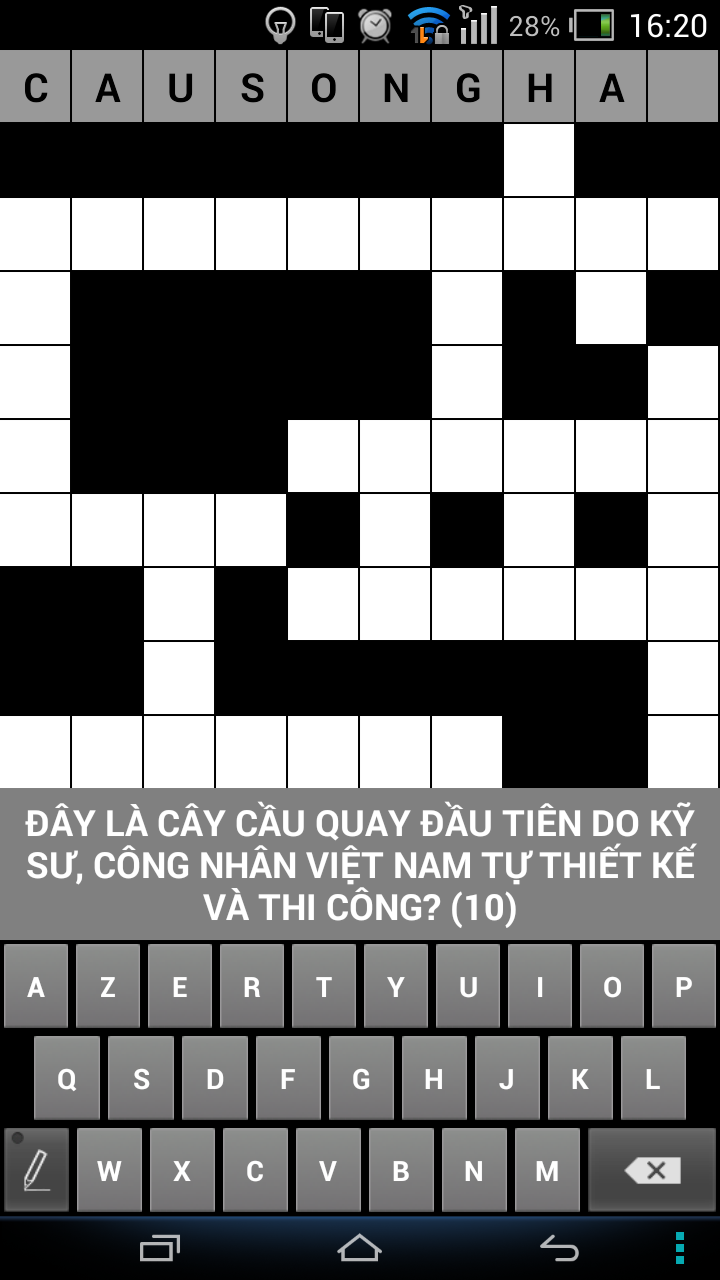 28% 16:20
C A U S O N G H A
ĐÂY LÀ CÂY CẦU QUAY ĐẦU TIÊN DO KỸ
SƯ, CÔNG NHÂN VIỆT NAM TỰ THIẾT KẾ
VÀ THI CÔNG? (10)
A Z E R T Y U I O P
Q S D F G H J K L
W X C V B N M